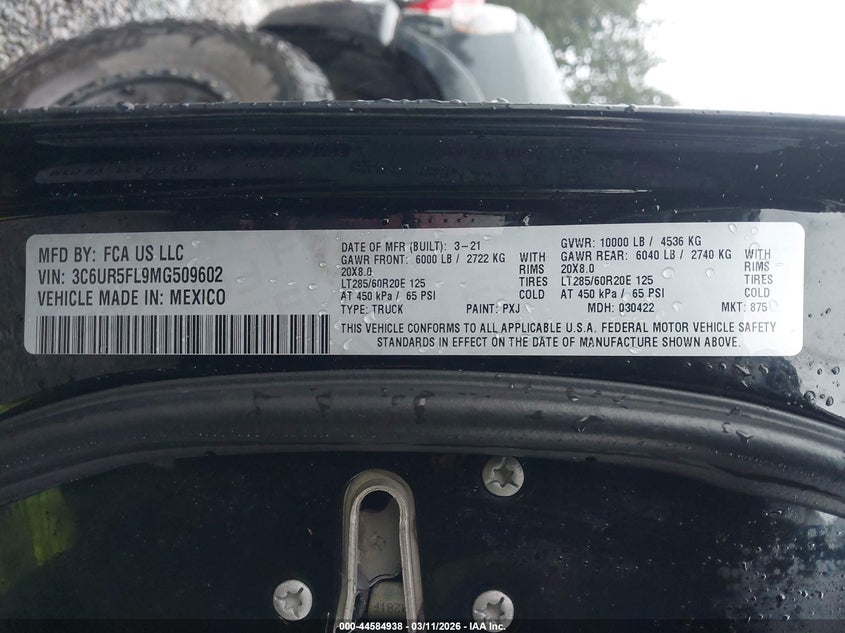 MFD BY: FCA US LLC
VIN: 3C6UR5FL9MG509602
VEHICLE MADE IN: MEXICO
DATE OF MFR (BUILT): 3-21
GAWR FRONT: 6000 LB / 2722 KG WITH
20X8.0 RIMS
LT285/60R20E 125 TIRES
AT 450 kPa / 65 PSI COLD
GVWR: 10000 LB / 4536 KG
GAWR REAR: 6040 LB / 2740 KG WITH
20X8.0 RIMS
LT285/60R20E 125 TIRES
AT 450 kPa / 65 PSI COLD
TYPE: TRUCK PAINT: PXJ MDH: 030422 MKT: 875
THIS VEHICLE CONFORMS TO ALL APPLICABLE U.S.A. FEDERAL MOTOR VEHICLE SAFETY
STANDARDS IN EFFECT ON THE DATE OF MANUFACTURE SHOWN ABOVE.
000-44584938 - 03/11/2026 - IAA Inc.